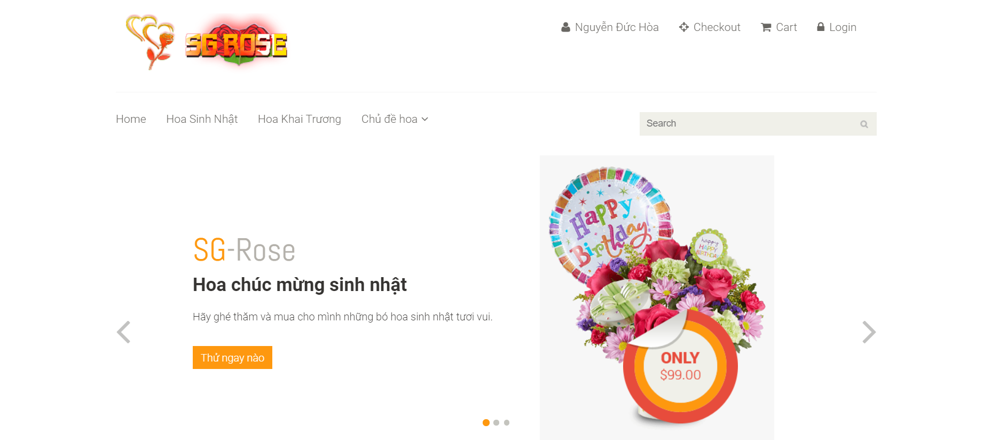 SG ROSE
Nguyễn Đức Hòa Checkout Cart Login
Home Hoa Sinh Nhật Hoa Khai Trương Chủ đề hoa
Search
SG-Rose
Hoa chúc mừng sinh nhật
Hãy ghé thăm và mua cho mình những bó hoa sinh nhật tươi vui.
Thử ngay nào
Happy
Birthday!
happy
HAPPY
BIRTHDAY
ONLY
$99.00